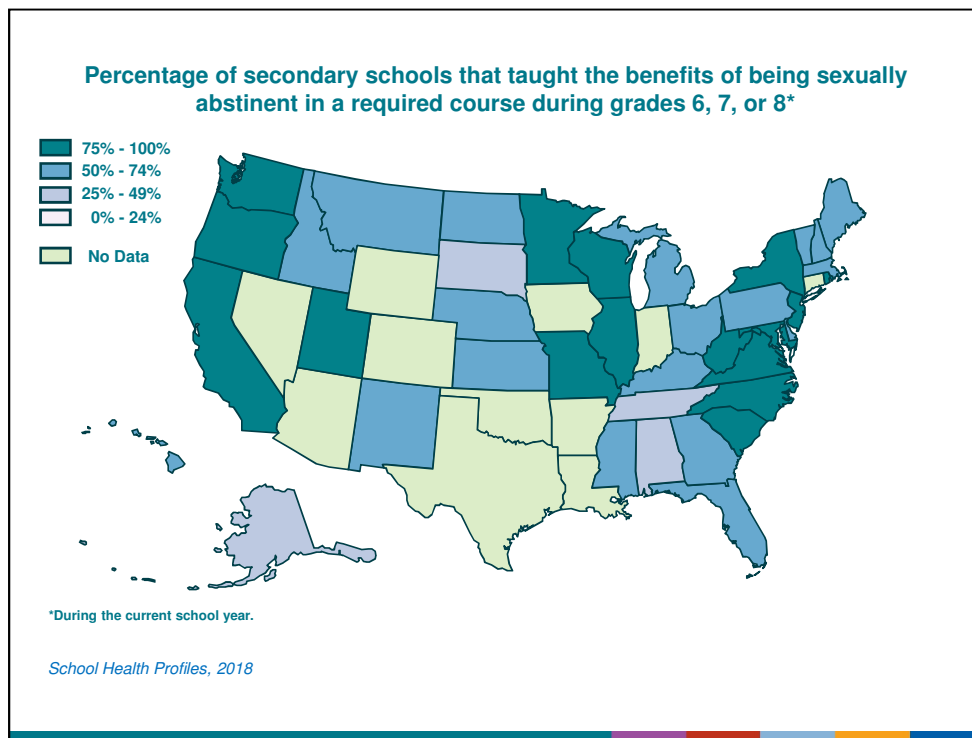 Percentage of secondary schools that taught the benefits of being sexually
abstinent in a required course during grades 6, 7, or 8*
75% - 100%
50% - 74%
25% - 49%
0% - 24%
No Data
*During the current school year.
School Health Profiles, 2018